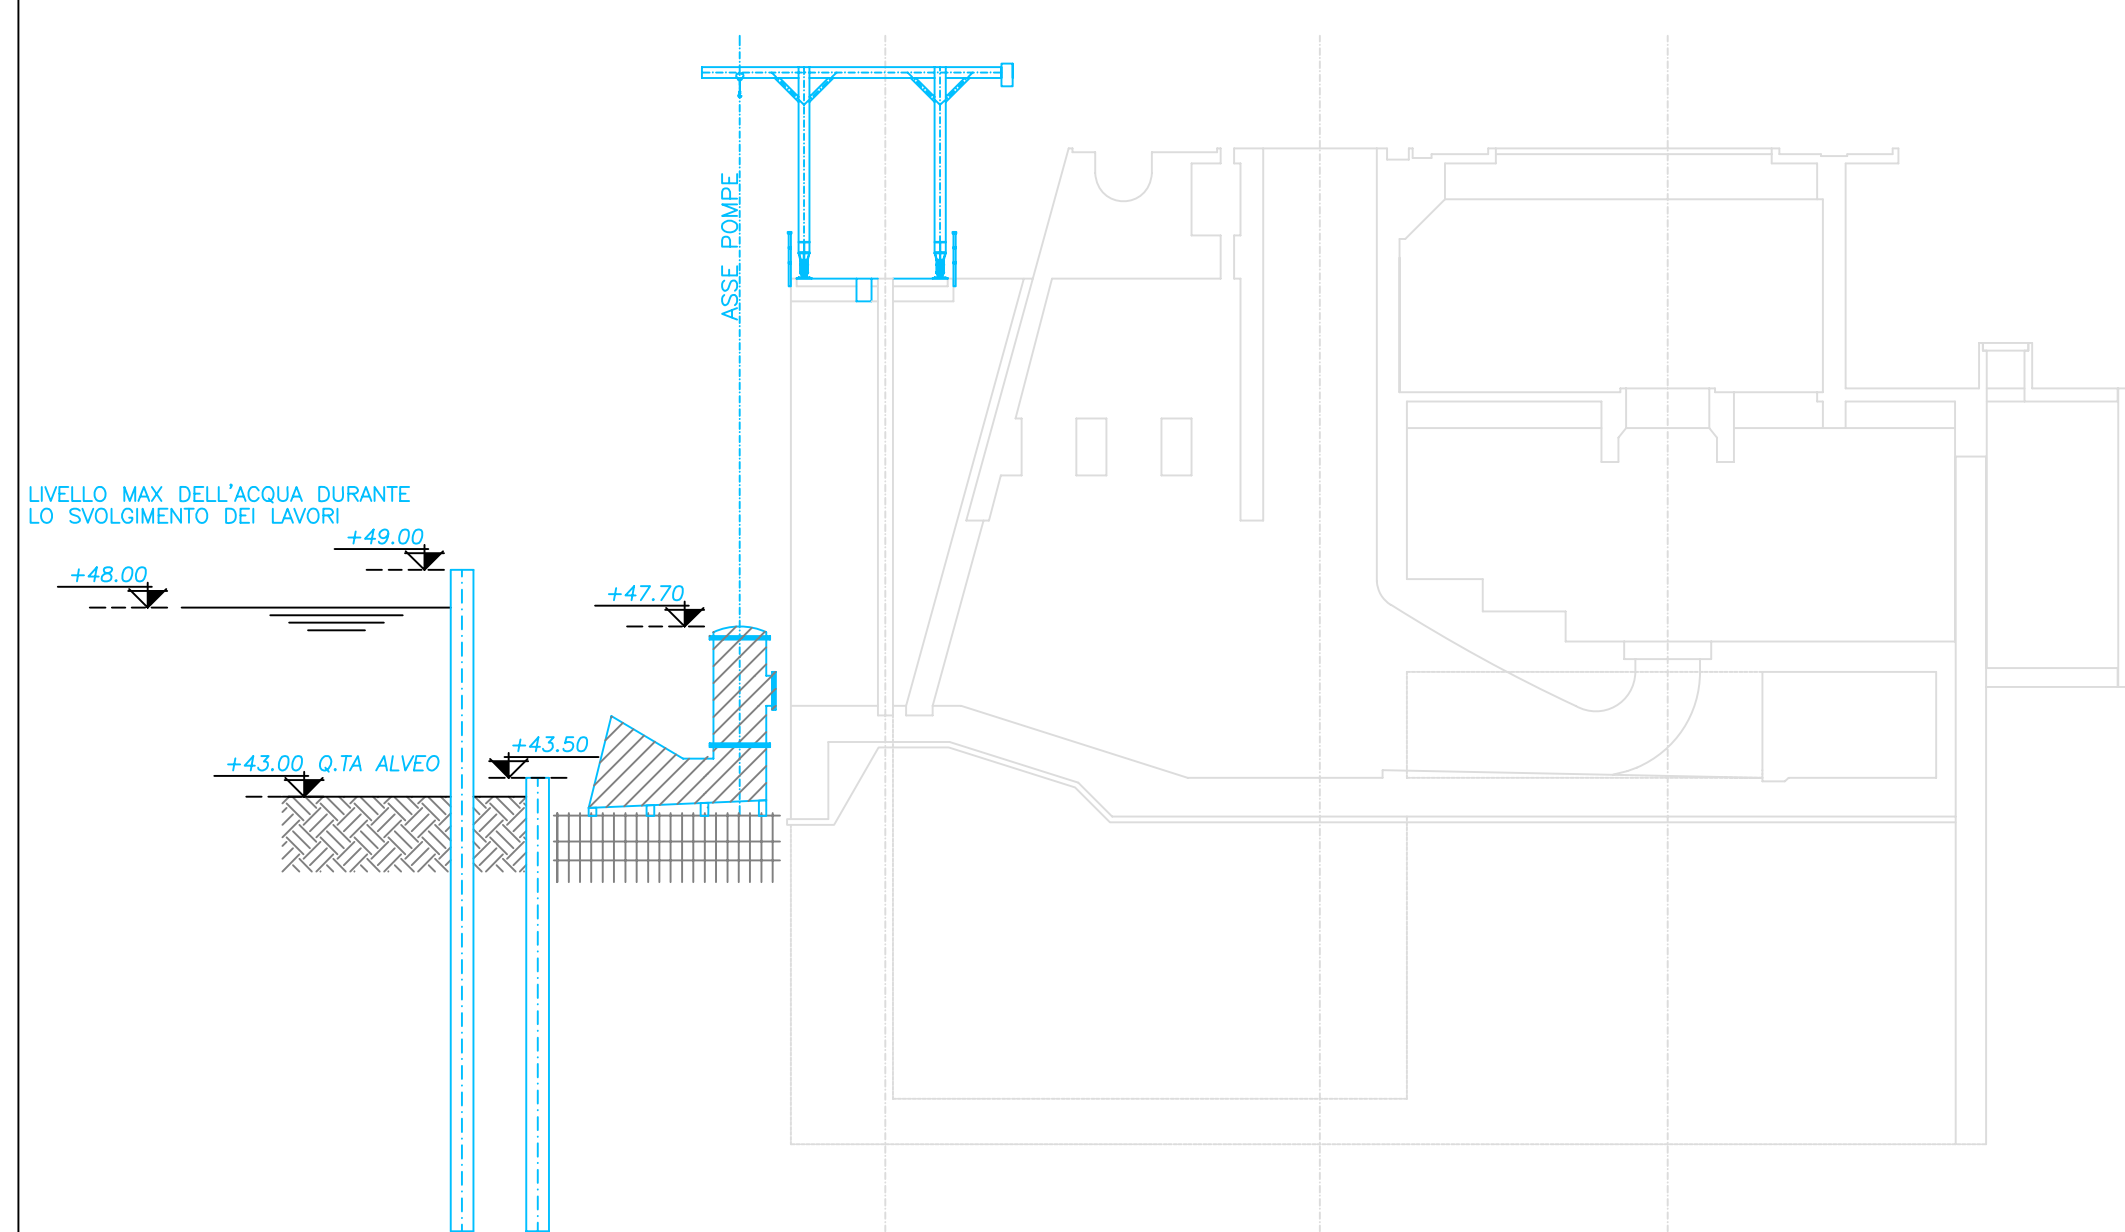 ASSE POMPE
LIVELLO MAX DELL'ACQUA DURANTE
LO SVOLGIMENTO DEI LAVORI
+49.00
+48.00
+47.70
+43.50
+43.00 Q.TA ALVEO